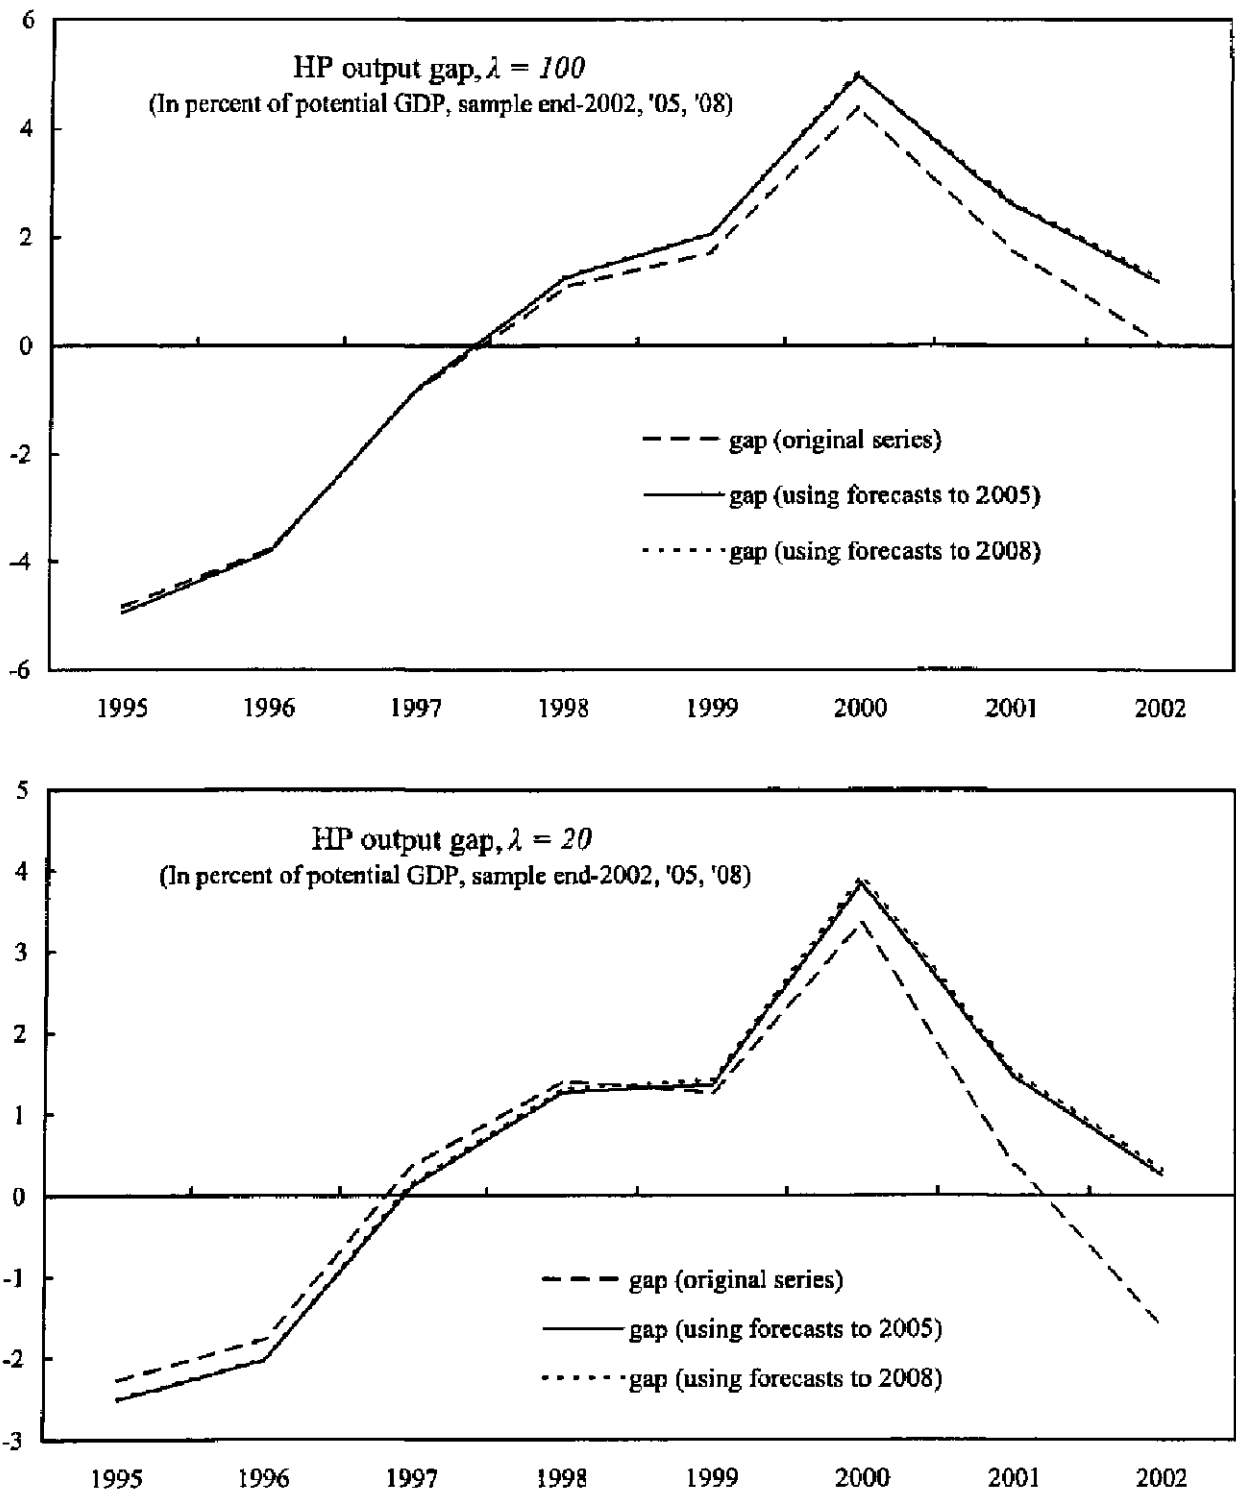 6
HP output gap, λ = 100
(In percent of potential GDP, sample end-2002, '05, '08)
4
2
0
gap (original series)
-2
gap (using forecasts to 2005)
gap (using forecasts to 2008)
-4
-6
1995 1996 1997 1998 1999 2000 2001 2002
5
HP output gap, λ = 20
(In percent of potential GDP, sample end-2002, '05, '08)
4
3
2
1
0
-1
gap (original series)
gap (using forecasts to 2005)
-2
gap (using forecasts to 2008)
-3
1995 1996 1997 1998 1999 2000 2001 2002